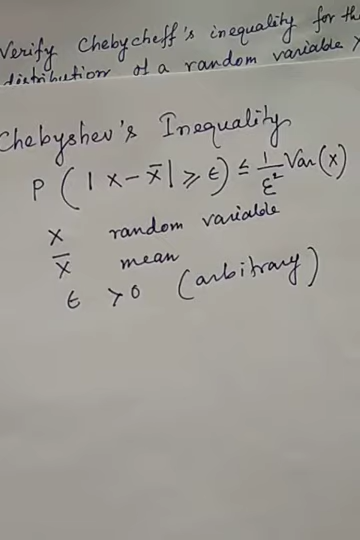 Verify Chebycheff's inequality for the
distribution of a random variable X
Chebyshev's Inequality
P ( | X - X̄ | ≥ ϵ ) ≤ 1/ε² Var (X)
X random variable
X̄ mean
ϵ > 0 (arbitrary)